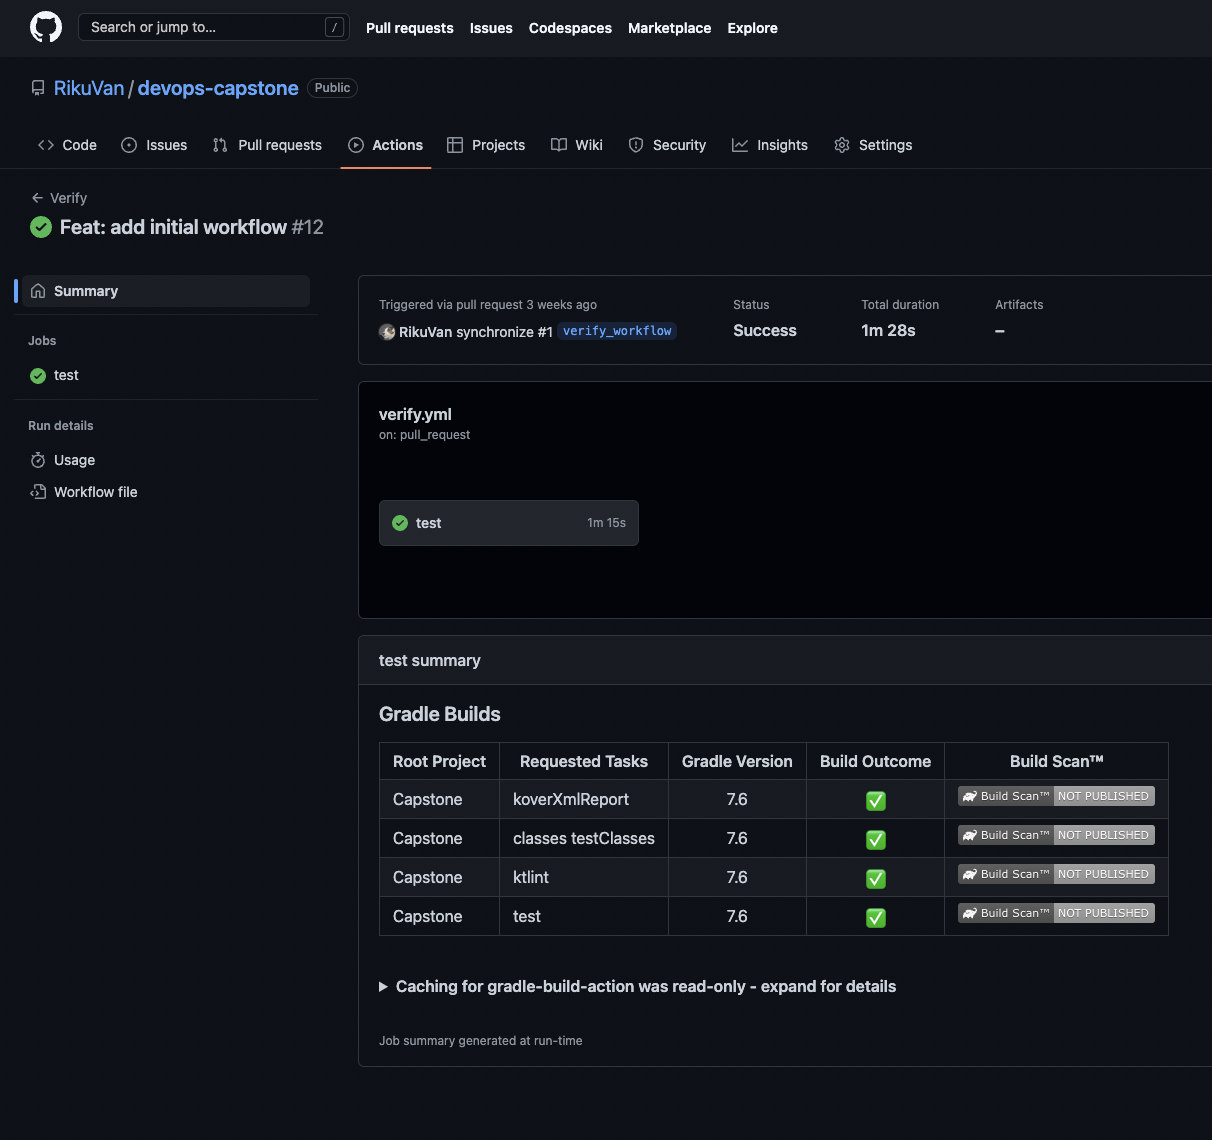 Search or jump to... /
Pull requests Issues Codespaces Marketplace Explore
RikuVan / devops-capstone Public
Code Issues Pull requests Actions Projects Wiki Security Insights Settings
← Verify
Feat: add initial workflow #12
Summary
Jobs
test
Run details
Usage
Workflow file
Triggered via pull request 3 weeks ago
RikuVan synchronize #1 verify_workflow
Status
Success
Total duration
1m 28s
Artifacts
–
verify.yml
on: pull_request
test 1m 15s
test summary
Gradle Builds
Root Project Requested Tasks Gradle Version Build Outcome Build Scan™
Capstone koverXmlReport 7.6 ✅ Build Scan™ NOT PUBLISHED
Capstone classes testClasses 7.6 ✅ Build Scan™ NOT PUBLISHED
Capstone ktlint 7.6 ✅ Build Scan™ NOT PUBLISHED
Capstone test 7.6 ✅ Build Scan™ NOT PUBLISHED
Caching for gradle-build-action was read-only - expand for details
Job summary generated at run-time